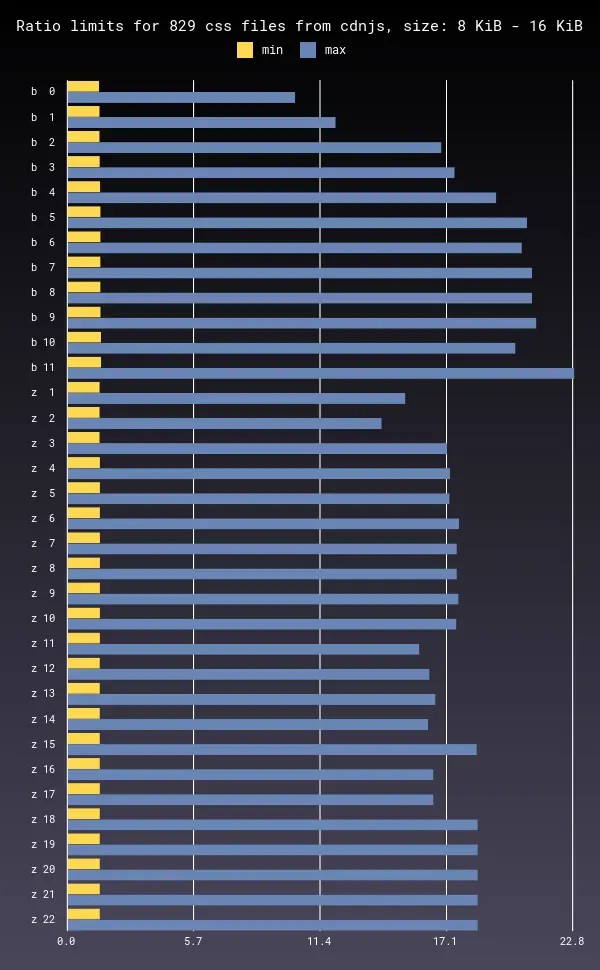 Ratio limits for 829 css files from cdnjs, size: 8 KiB - 16 KiB
min max
b 0
b 1
b 2
b 3
b 4
b 5
b 6
b 7
b 8
b 9
b 10
b 11
z 1
z 2
z 3
z 4
z 5
z 6
z 7
z 8
z 9
z 10
z 11
z 12
z 13
z 14
z 15
z 16
z 17
z 18
z 19
z 20
z 21
z 22
0.0 5.7 11.4 17.1 22.8